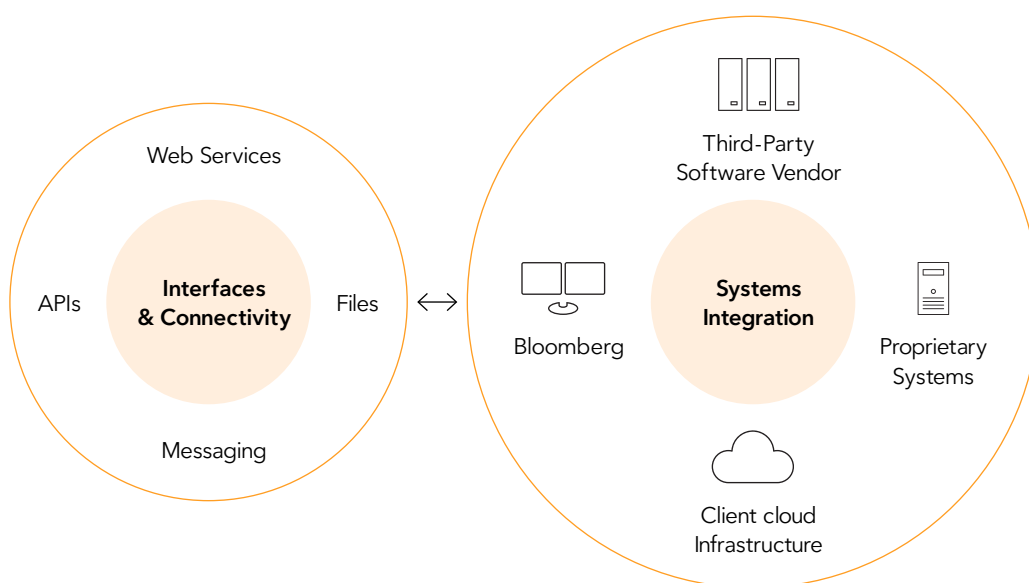 Web Services
APIs
Interfaces
& Connectivity
Files
Messaging
Third-Party
Software Vendor
Bloomberg
Systems
Integration
Proprietary
Systems
Client cloud
Infrastructure